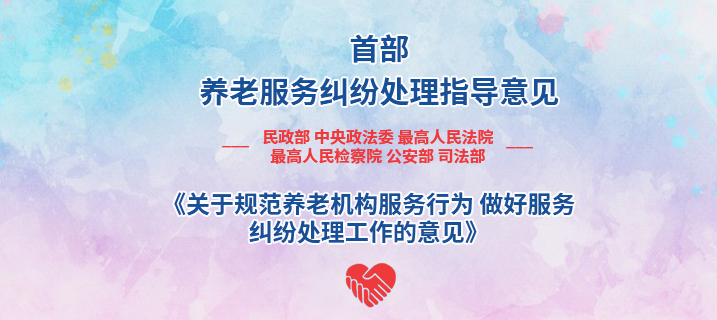 首部
养老服务纠纷处理指导意见
民政部 中央政法委 最高人民法院
最高人民检察院 公安部 司法部
《关于规范养老机构服务行为 做好服务
纠纷处理工作的意见》